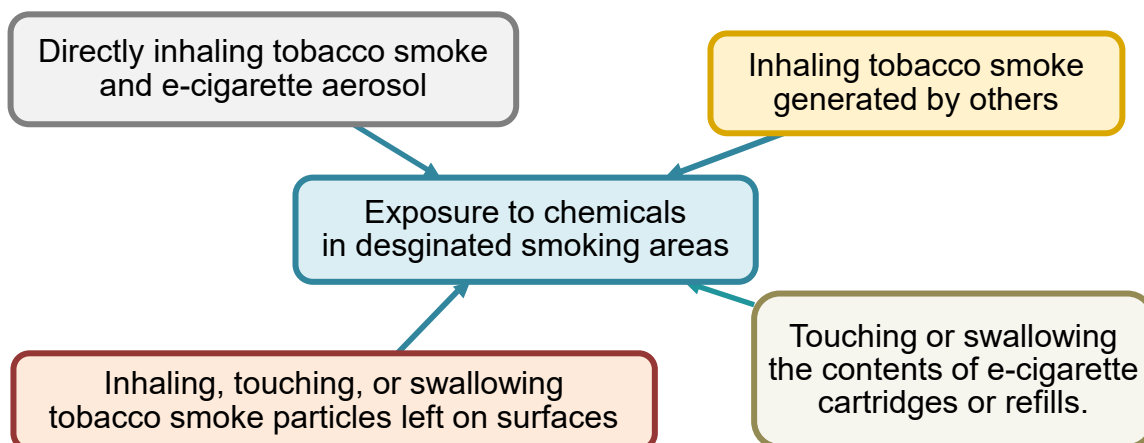 Directly inhaling tobacco smoke
and e-cigarette aerosol
Inhaling tobacco smoke
generated by others
Exposure to chemicals
in desginated smoking areas
Inhaling, touching, or swallowing
tobacco smoke particles left on surfaces
Touching or swallowing
the contents of e-cigarette
cartridges or refills.